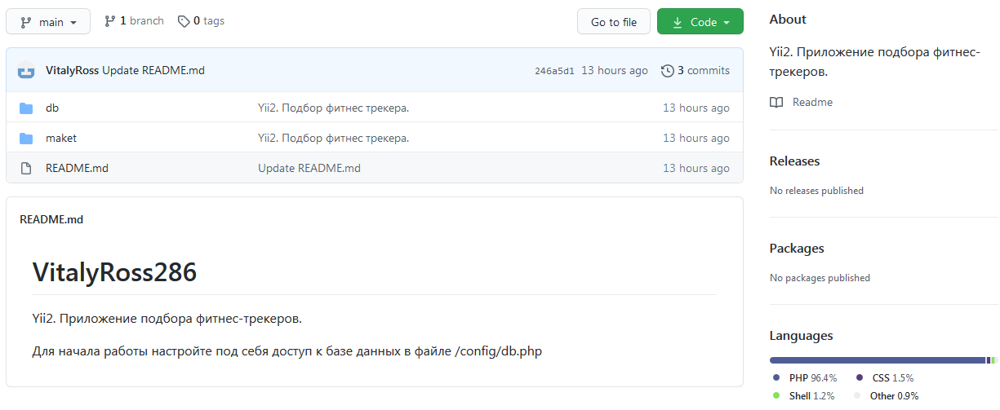 main
1 branch
0 tags
Go to file
Code
VitalyRoss Update README.md
246a5d1 13 hours ago
3 commits
db
Yii2. Подбор фитнес трекера.
13 hours ago
maket
Yii2. Подбор фитнес трекера.
13 hours ago
README.md
Update README.md
13 hours ago
README.md
VitalyRoss286
Yii2. Приложение подбора фитнес-трекеров.
Для начала работы настройте под себя доступ к базе данных в файле /config/db.php
About
Yii2. Приложение подбора фитнес-
трекеров.
Readme
Releases
No releases published
Packages
No packages published
Languages
PHP 96.4%
CSS 1.5%
Shell 1.2%
Other 0.9%